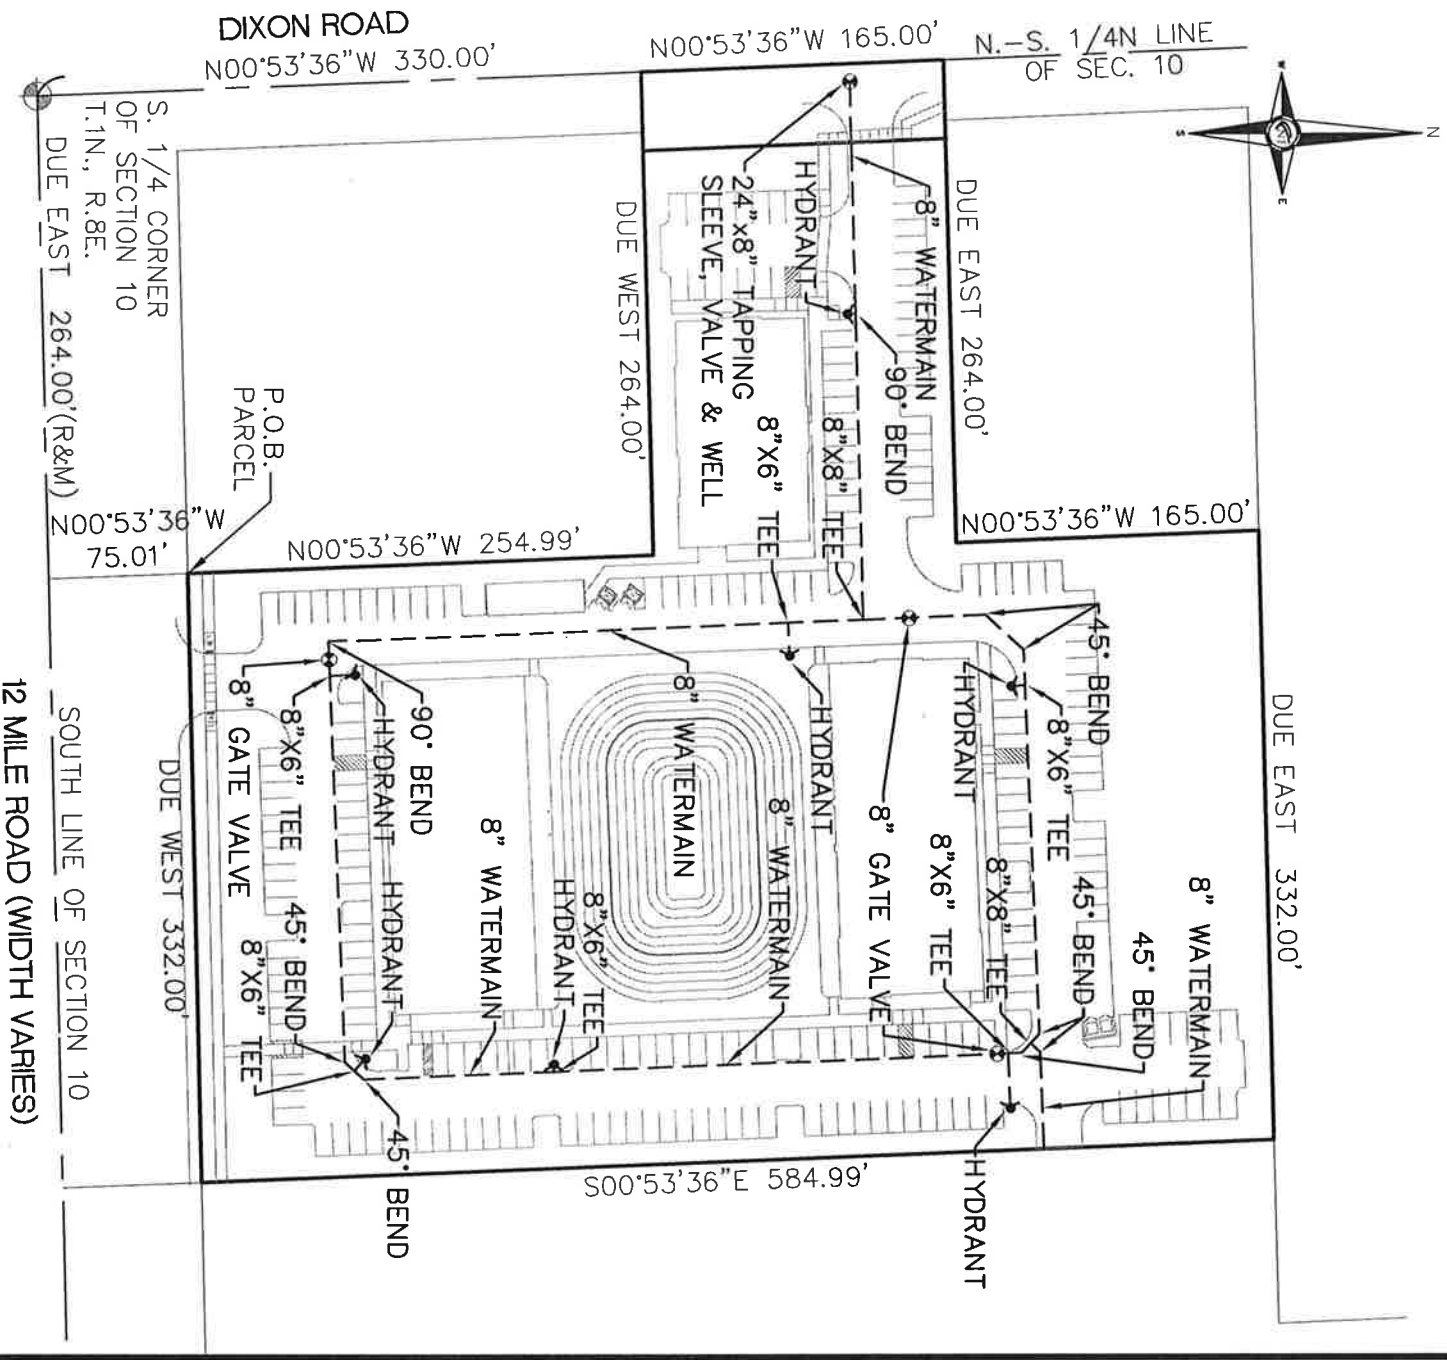 DIXON ROAD
N00°53'36"W 330.00'
N00°53'36"W 165.00'
N.-S. 1/4N LINE
OF SEC. 10
W
N
S
E
S. 1/4 CORNER
OF SECTION 10
T.1N., R.8E.
DUE EAST 264.00'(R&M)
DUE EAST 264.00'
8" WATERMAIN
HYDRANT
24"x8" TAPPING
SLEEVE, VALVE & WELL
DUE WEST 264.00'
90° BEND
8"X8" TEE
8"X6" TEE
P.O.B.
PARCEL
N00°53'36"W
75.01'
N00°53'36"W 254.99'
N00°53'36"W 165.00'
45° BEND
8"X6" TEE
HYDRANT
HYDRANT
8" WATERMAIN
90° BEND
HYDRANT
8"X6" TEE
8" GATE VALVE
DUE EAST 332.00'
8" GATE VALVE
8"X6" TEE
8"X8" TEE
45° BEND
45° BEND
8" WATERMAIN
8" WATERMAIN
8"X6" TEE
HYDRANT
8" WATERMAIN
HYDRANT
45° BEND
8"X6" TEE
45° BEND
HYDRANT
S00°53'36"E 584.99'
DUE WEST 332.00'
SOUTH LINE OF SECTION 10
12 MILE ROAD (WIDTH VARIES)